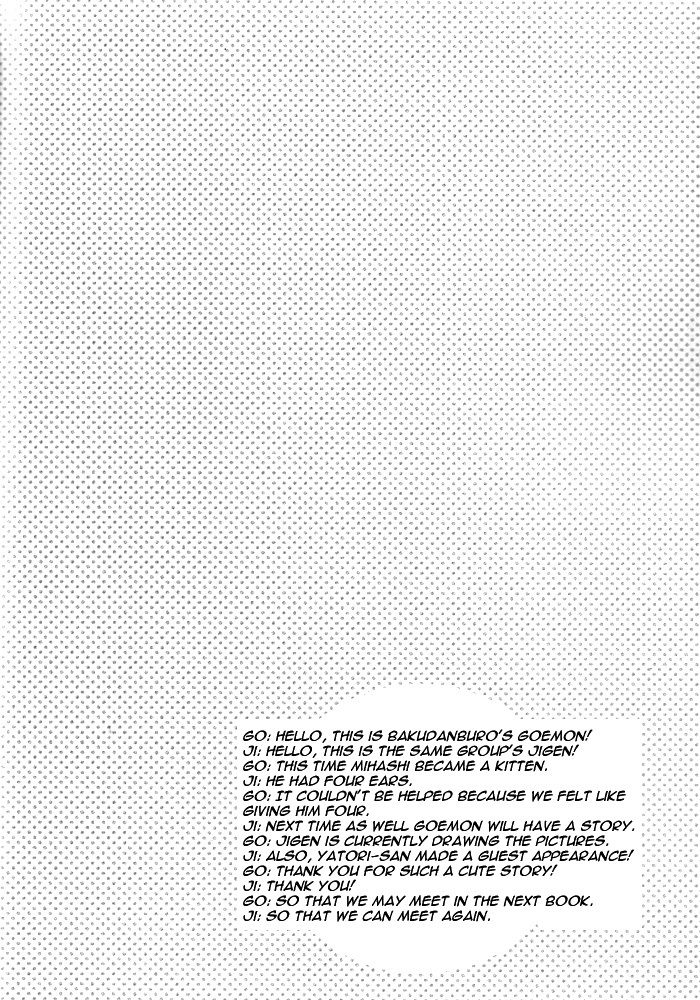 GO: HELLO, THIS IS BAKUDANBURO'S GOEMON!
JI: HELLO, THIS IS THE SAME GROUP'S JIGEN!
GO: THIS TIME MIHASHI BECAME A KITTEN.
JI: HE HAD FOUR EARS.
GO: IT COULDN'T BE HELPED BECAUSE WE FELT LIKE
GIVING HIM FOUR.
JI: NEXT TIME AS WELL GOEMON WILL HAVE A STORY.
GO: JIGEN IS CURRENTLY DRAWING THE PICTURES.
JI: ALSO, YATORI-SAN MADE A GUEST APPEARANCE!
GO: THANK YOU FOR SUCH A CUTE STORY!
JI: THANK YOU!
GO: SO THAT WE MAY MEET IN THE NEXT BOOK.
JI: SO THAT WE CAN MEET AGAIN.